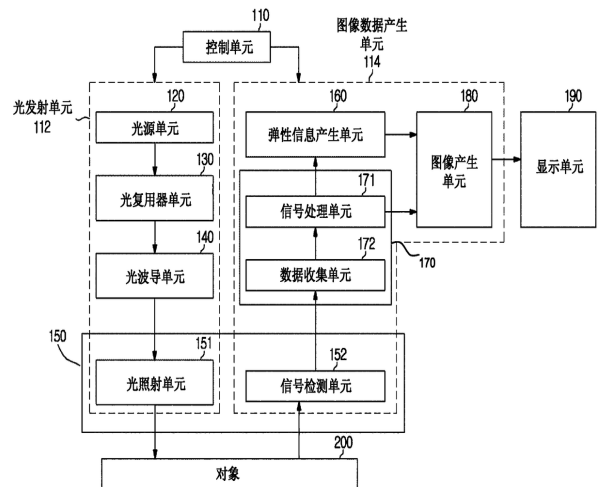 110
控制单元
图像数据产生
单元
114
光发射单元
112
120
光源单元
160
弹性信息产生单元
180
图像产生
单元
190
显示单元
130
光复用器单元
171
信号处理单元
140
光波导单元
172
数据收集单元
170
150
151
光照射单元
152
信号检测单元
200
对象